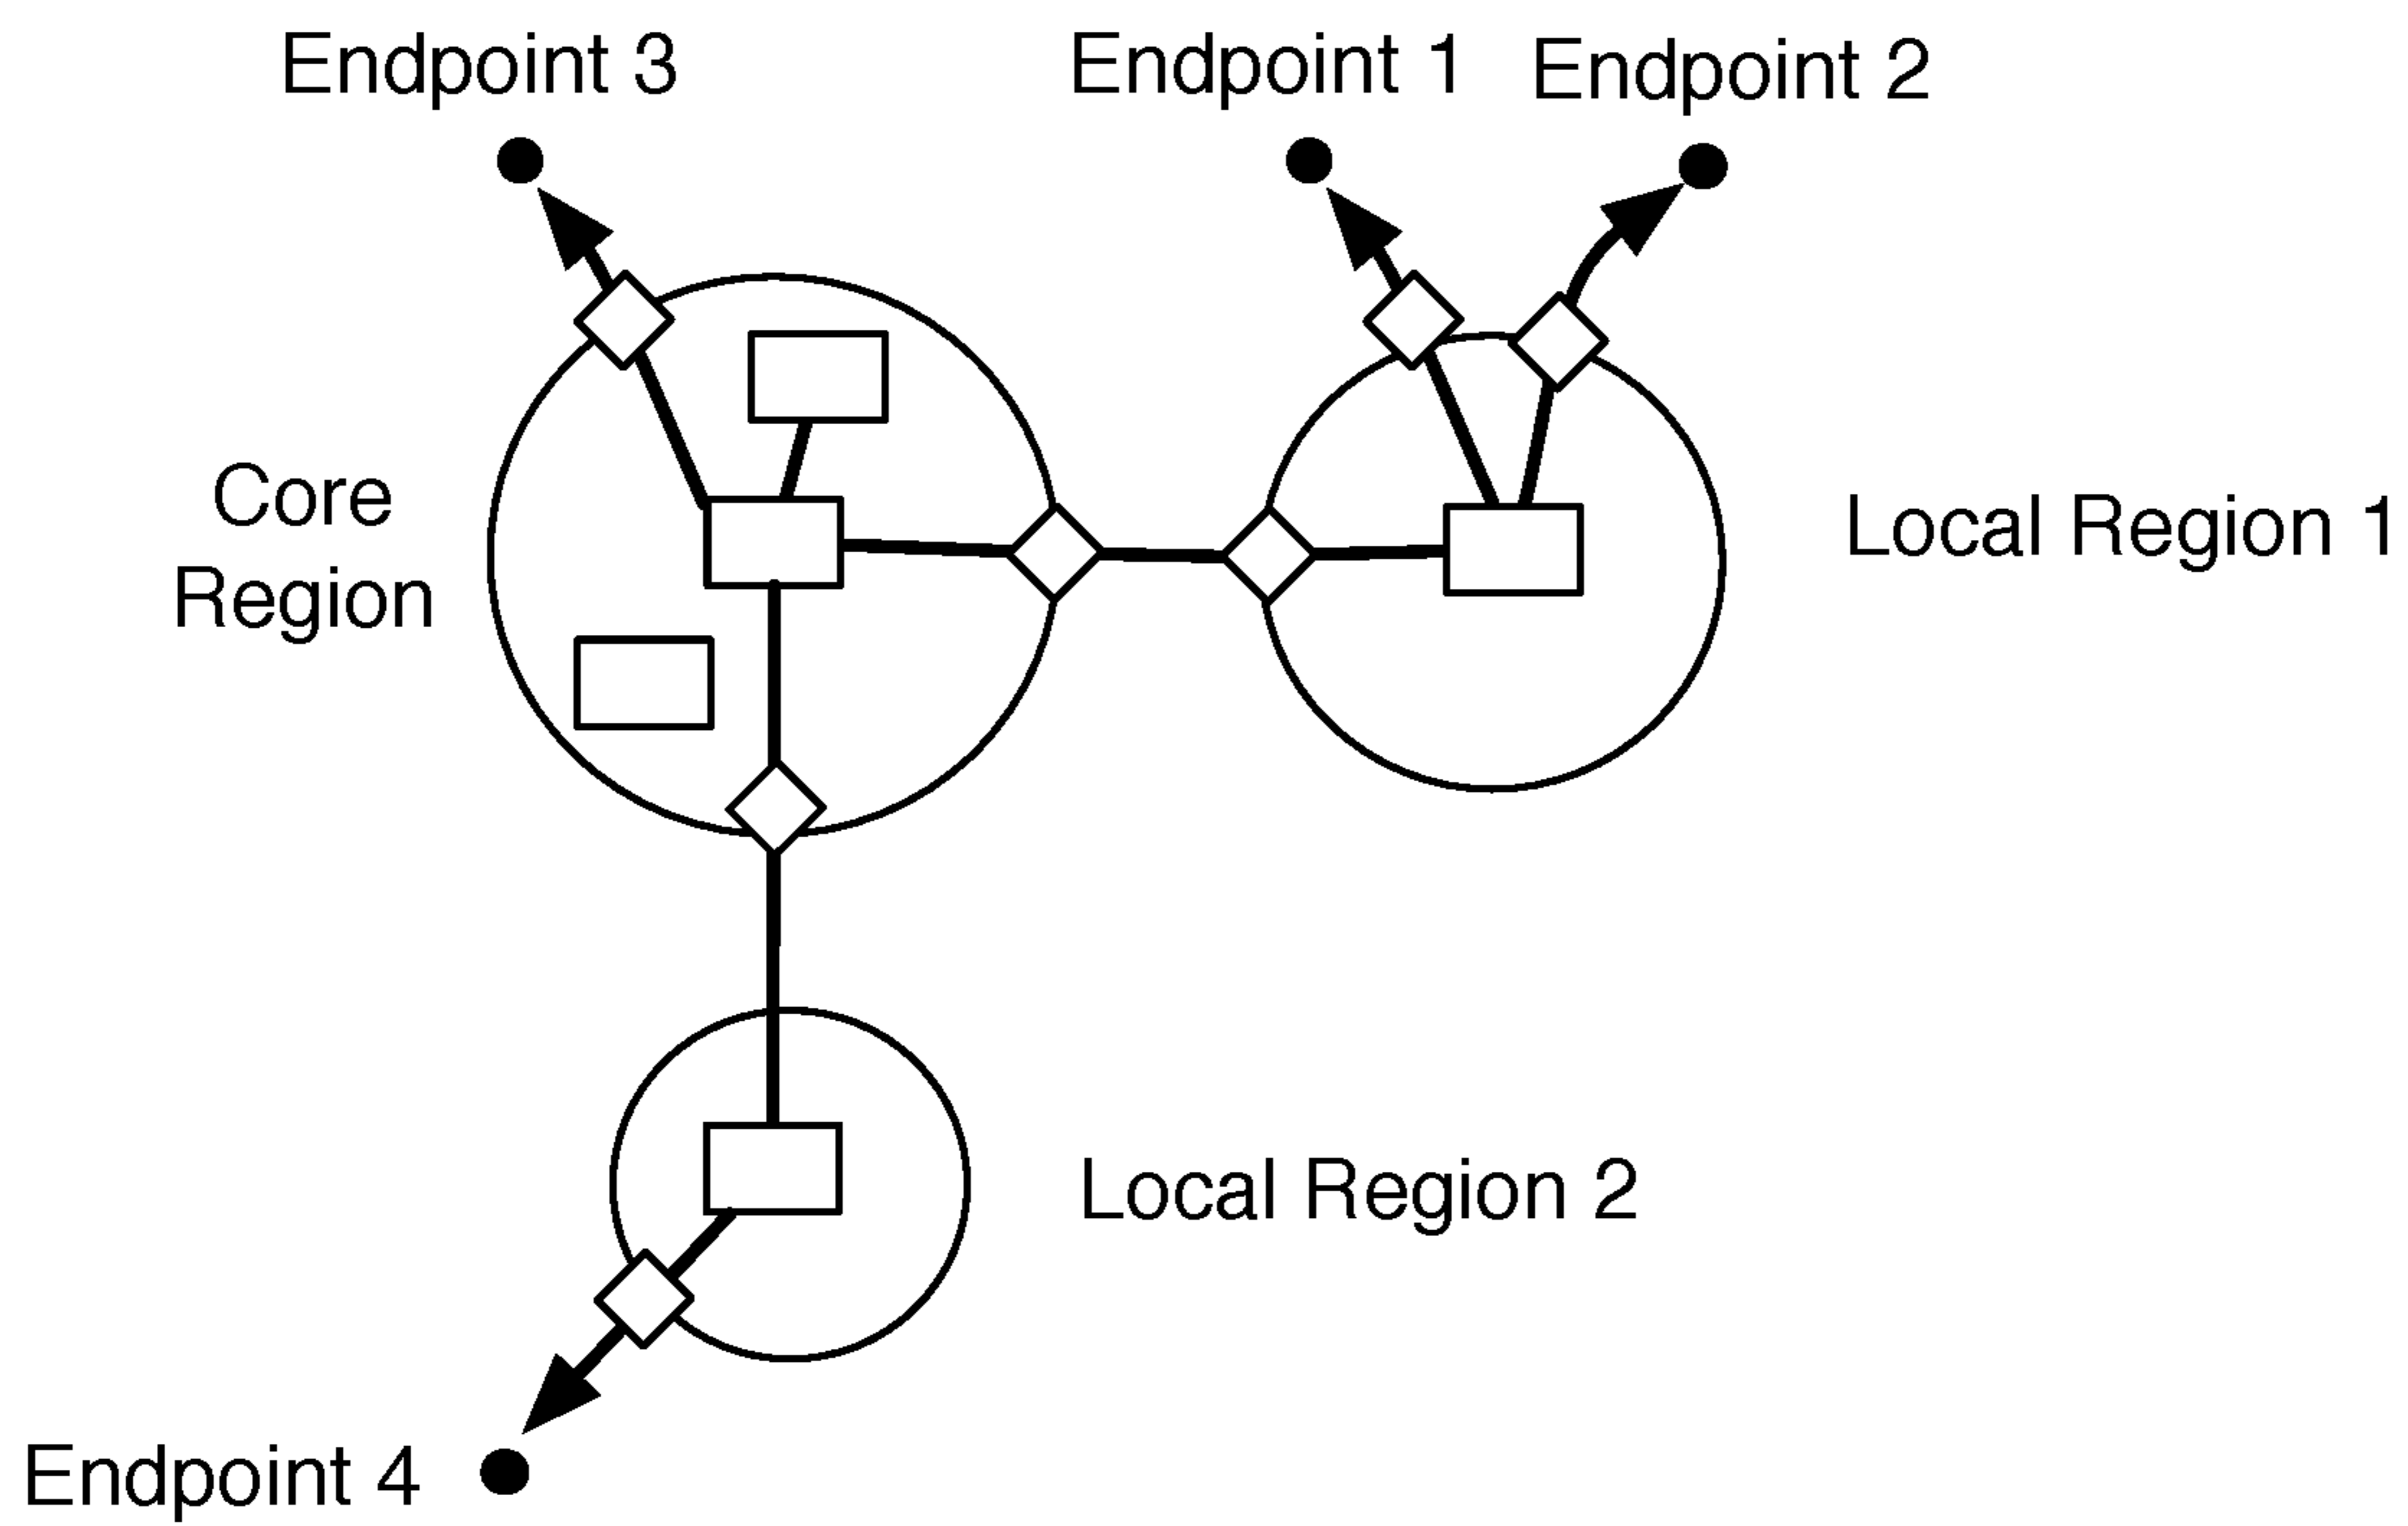 Endpoint 3
Endpoint 1
Endpoint 2
Core
Region
Local Region 1
Local Region 2
Endpoint 4